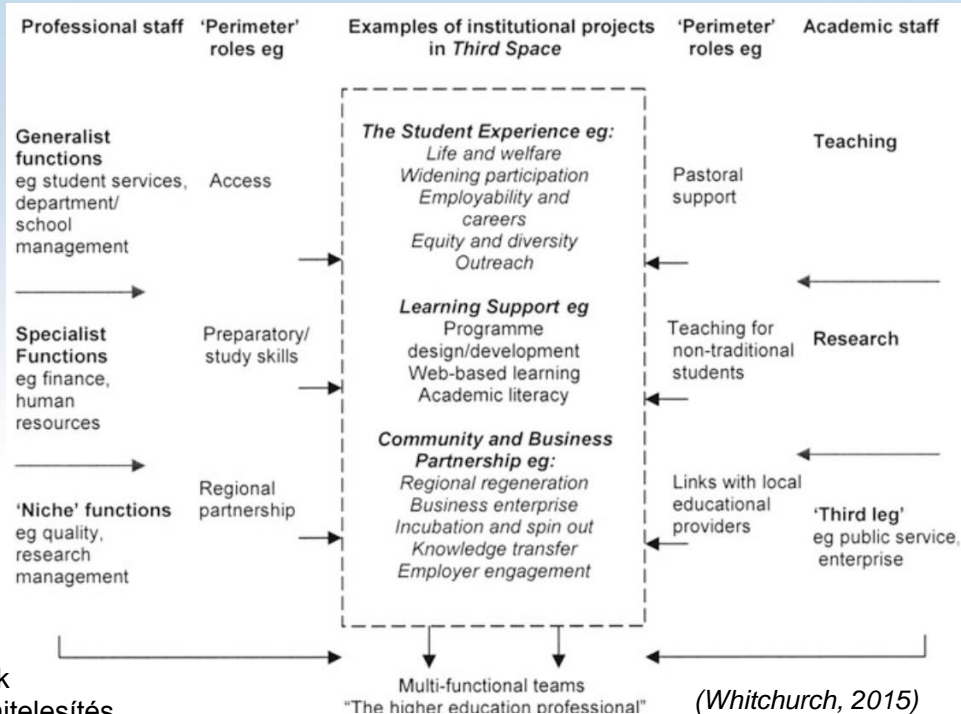 Professional staff
'Perimeter'
roles eg
Examples of institutional projects
in Third Space
'Perimeter'
roles eg
Academic staff
Generalist
functions
eg student services,
department/
school
management
Specialist
Functions
eg finance,
human
resources
'Niche' functions
eg quality,
research
management
Access
Preparatory/
study skills
Regional
partnership
The Student Experience eg:
Life and welfare
Widening participation
Employability and
careers
Equity and diversity
Outreach
Learning Support eg
Programme
design/development
Web-based learning
Academic literacy
Community and Business
Partnership eg:
Regional regeneration
Business enterprise
Incubation and spin out
Knowledge transfer
Employer engagement
Pastoral
support
Teaching for
non-traditional
students
Links with local
educational
providers
Teaching
Research
'Third leg'
eg public service,
enterprise
Multi-functional teams
"The higher education professional"
(Whitchurch, 2015)